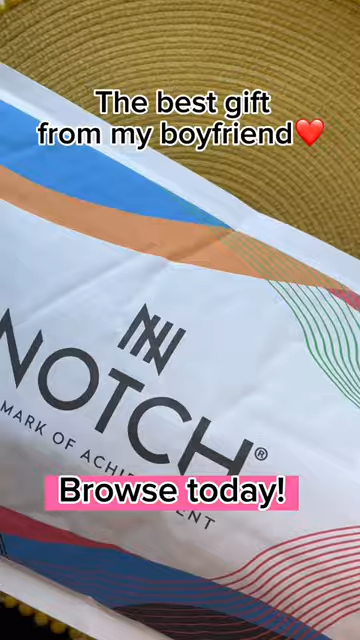 The best gift
from my boyfriend❤️
NOTCH®
MARK OF ACHI
ENT
Browse today!